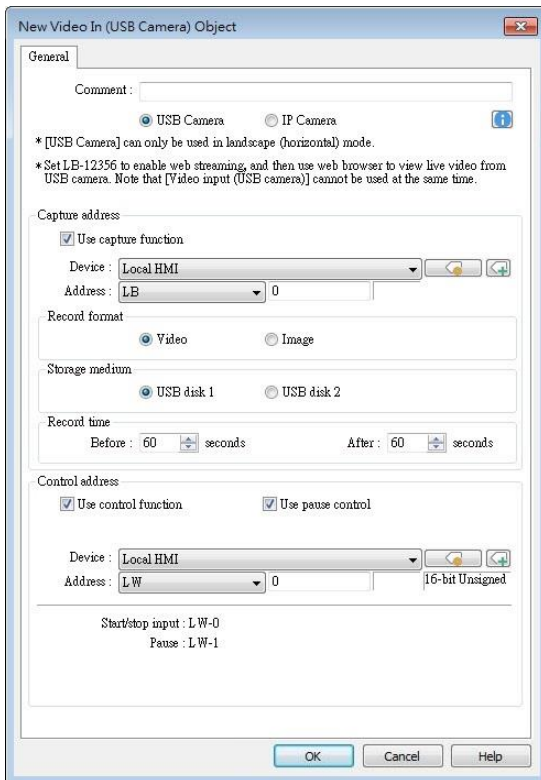 New Video In (USB Camera) Object
General
Comment :
USB Camera IP Camera
* [USB Camera] can only be used in landscape (horizontal) mode.
* Set LB-12356 to enable web streaming, and then use web browser to view live video from
USB camera. Note that [Video input (USB camera)] cannot be used at the same time.
Capture address
Use capture function
Device : Local HMI
Address : LB 0
Record format
Video Image
Storage medium
USB disk 1 USB disk 2
Record time
Before : 60 seconds After : 60 seconds
Control address
Use control function Use pause control
Device : Local HMI
Address : LW 0 16-bit Unsigned
Start/stop input : LW-0
Pause : LW-1
OK Cancel Help